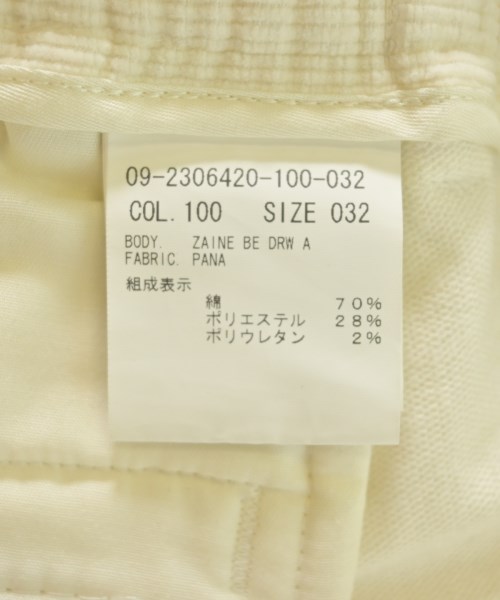 09-2306420-100-032
COL.100 SIZE 032
BODY. ZAINE BE DRW A
FABRIC. PANA
組成表示
綿 70%
ポリエステル 28%
ポリウレタン 2%